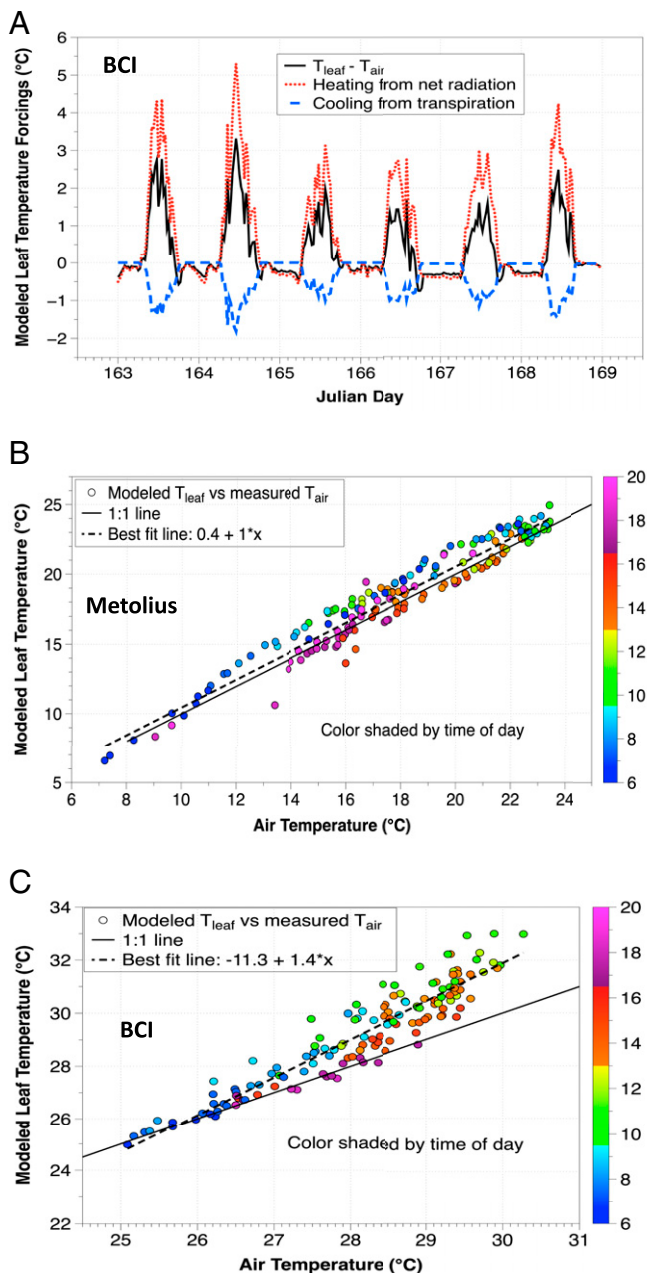 A
BCI
T_leaf - T_air
Heating from net radiation
Cooling from transpiration
Modeled Leaf Temperature Forcings (°C)
6
5
4
3
2
1
0
−1
−2
163 164 165 166 167 168 169
Julian Day
B
Modeled T_leaf vs measured T_air
1:1 line
Best fit line: 0.4 + 1*x
Metolius
Color shaded by time of day
Modeled Leaf Temperature (°C)
25
20
15
10
5
6 8 10 12 14 16 18 20 22 24
Air Temperature (°C)
20
18
16
14
12
10
8
6
C
Modeled T_leaf vs measured T_air
1:1 line
Best fit line: -11.3 + 1.4*x
BCI
Color shaded by time of day
Modeled Leaf Temperature (°C)
34
32
30
28
26
24
22
25 26 27 28 29 30 31
Air Temperature (°C)
20
18
16
14
12
10
8
6